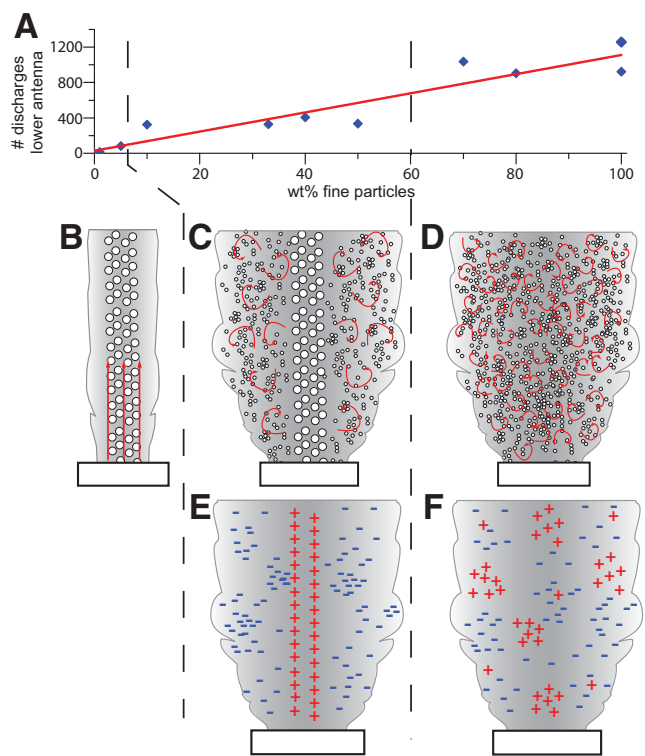 A
# discharges
lower antenna
1200
800
400
0
0
20
40
60
80
100
wt% fine particles
B
C
D
E
F